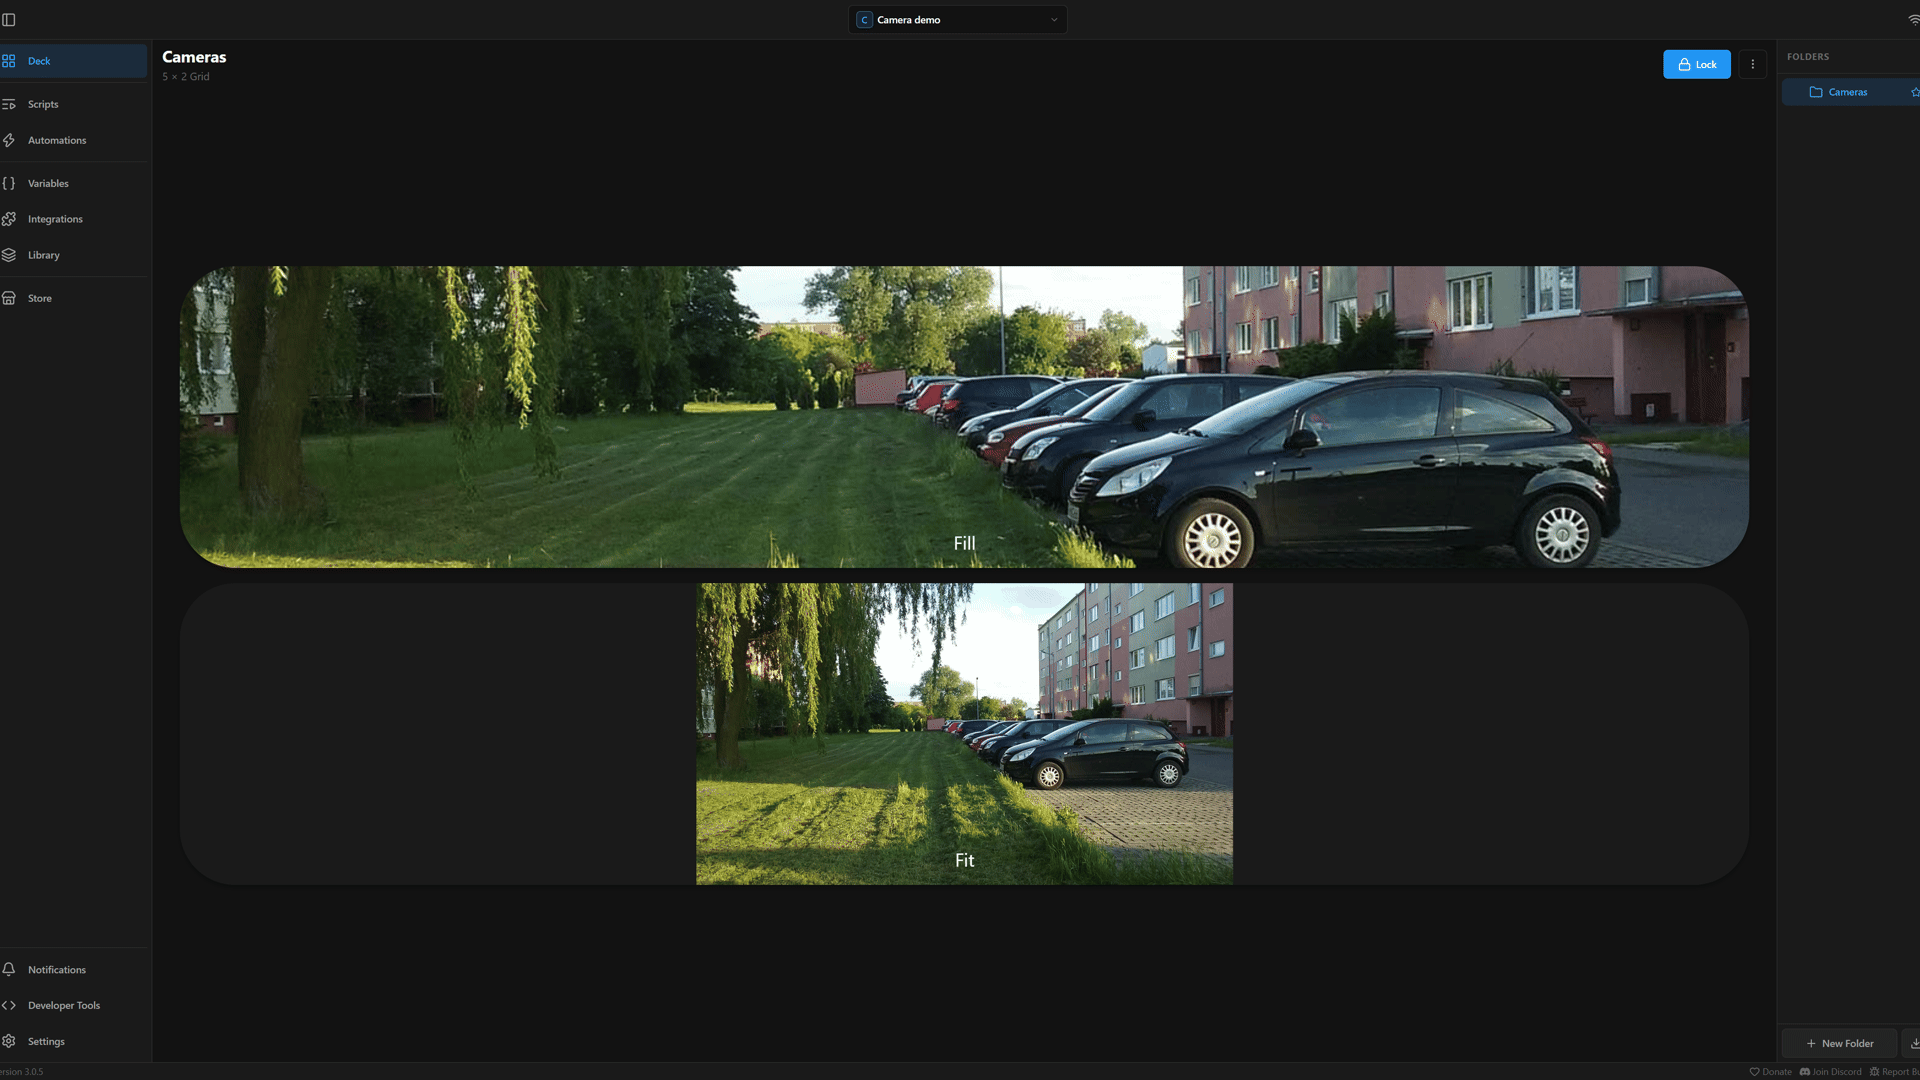 C Camera demo
Deck
Scripts
Automations
Variables
Integrations
Library
Store
Notifications
Developer Tools
Settings
ersion 3.0.5
Cameras
5 × 2 Grid
Lock
Fill
Fit
FOLDERS
Cameras
New Folder
Donate
Join Discord
Report Bu